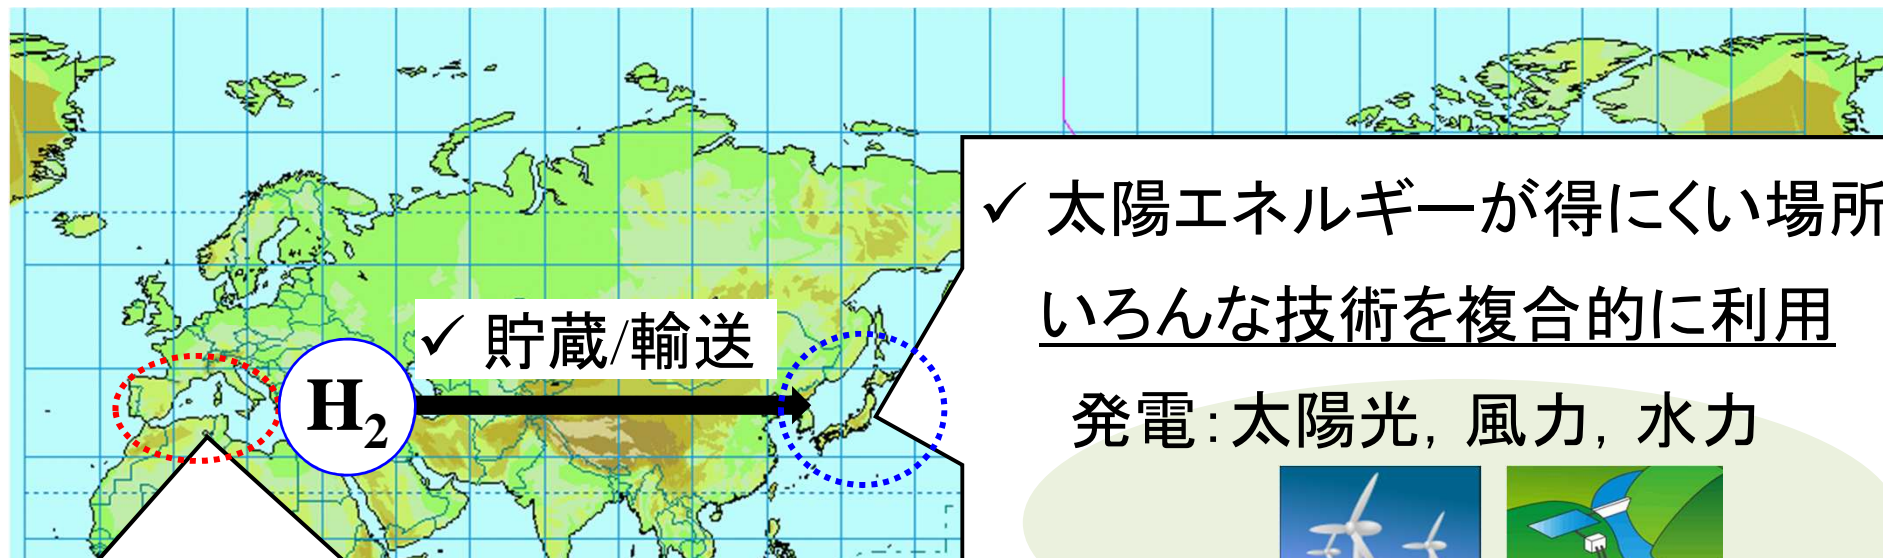 ✓ 太陽エネルギーが得にくい場所
いろんな技術を複合的に利用
✓ 貯蔵/輸送
H₂
発電：太陽光，風力，水力